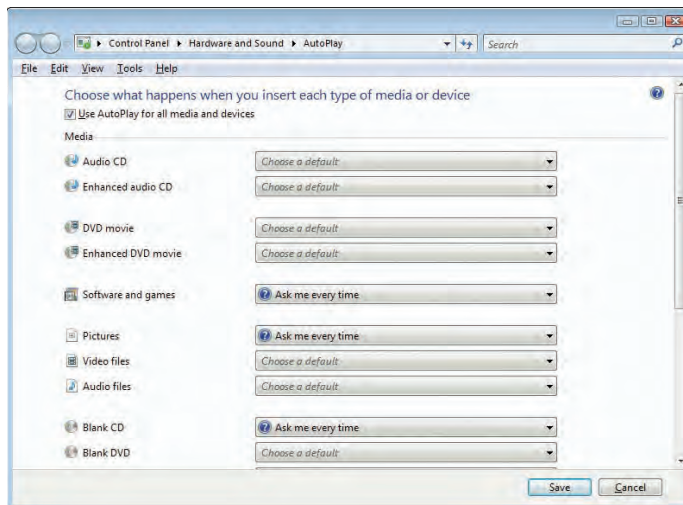 Control Panel Hardware and Sound AutoPlay Search
File Edit View Tools Help
Choose what happens when you insert each type of media or device
Use AutoPlay for all media and devices
Media
Audio CD Choose a default
Enhanced audio CD Choose a default
DVD movie Choose a default
Enhanced DVD movie Choose a default
Software and games Ask me every time
Pictures Ask me every time
Video files Choose a default
Audio files Choose a default
Blank CD Ask me every time
Blank DVD Choose a default
Save Cancel